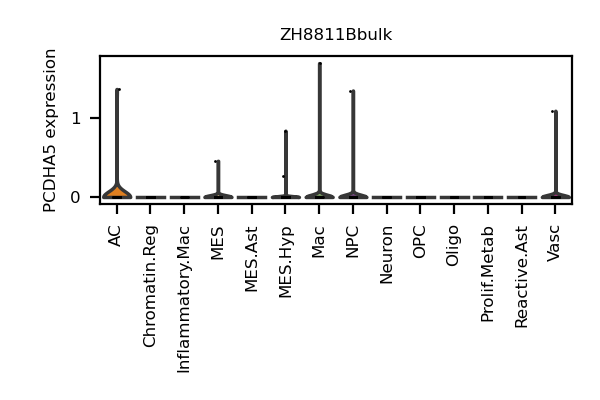 ZH8811Bbulk
PCDHA5 expression
1
0
AC
Chromatin.Reg
Inflammatory.Mac
MES
MES.Ast
MES.Hyp
Mac
NPC
Neuron
OPC
Oligo
Prolif.Metab
Reactive.Ast
Vasc